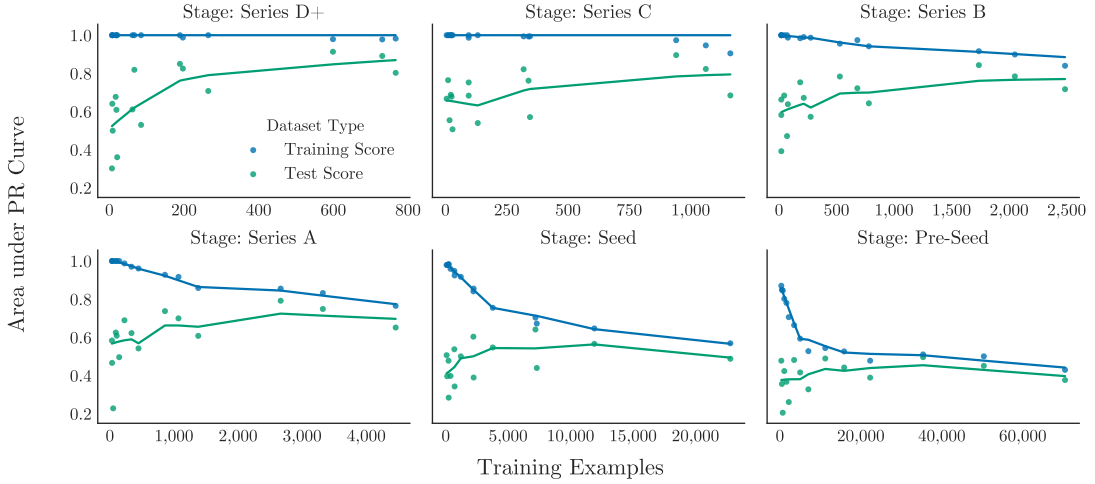 Stage: Series D+
Stage: Series C
Stage: Series B
1.0
0.8
0.6
0.4
0.2
Dataset Type
Training Score
Test Score
0 200 400 600 800
0 250 500 750 1,000
0 500 1,000 1,500 2,000 2,500
Area under PR Curve
Stage: Series A
Stage: Seed
Stage: Pre-Seed
1.0
0.8
0.6
0.4
0.2
0 1,000 2,000 3,000 4,000
0 5,000 10,000 15,000 20,000
0 20,000 40,000 60,000
Training Examples